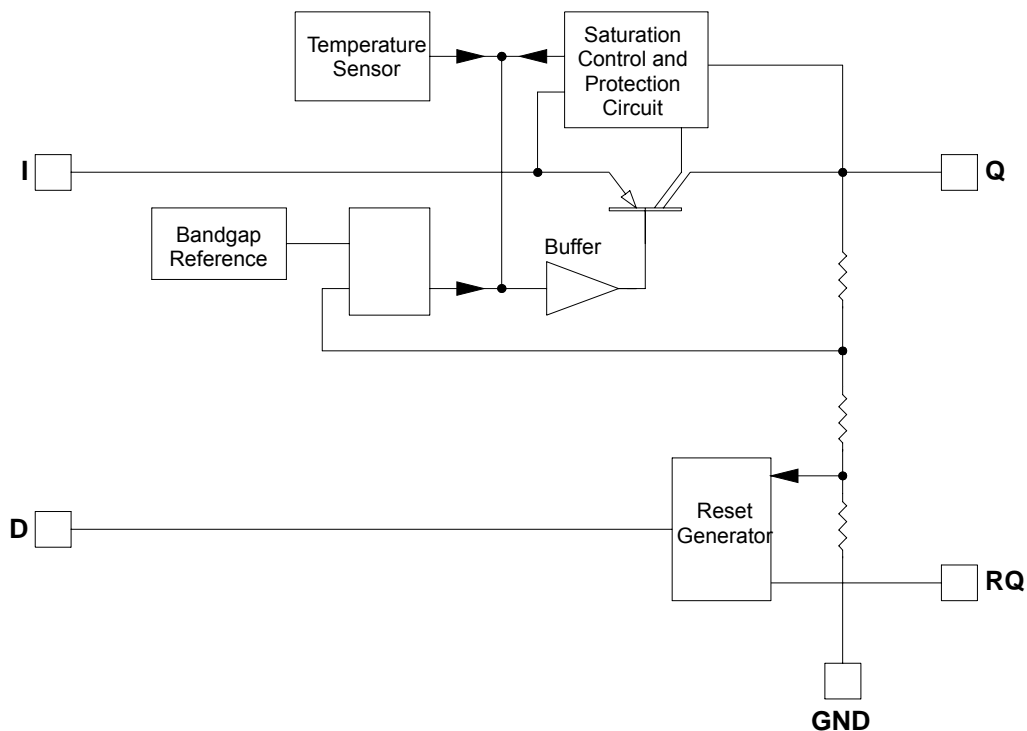 Temperature
Sensor
Saturation
Control and
Protection
Circuit
I
Q
Bandgap
Reference
Buffer
D
Reset
Generator
RQ
GND